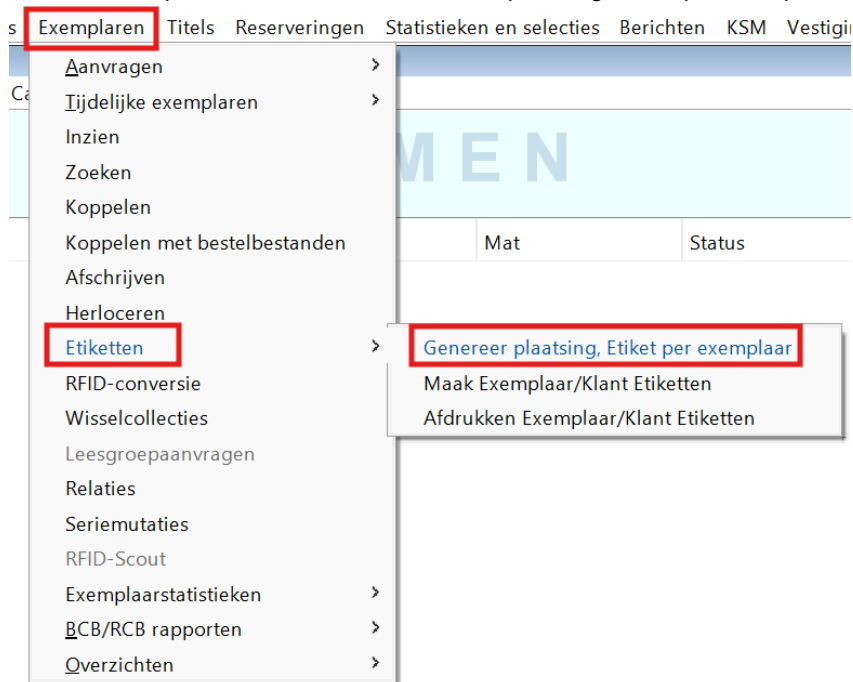 s Exemplaren Titels Reserveringen Statistieken en selecties Berichten KSM Vestigi
Aanvragen >
Ca
Tijdelijke exemplaren >
Inzien
MEN
Zoeken
Koppelen
Koppelen met bestelbestanden
Mat Status
Afschrijven
Herloceren
Etiketten >
Genereer plaatsing, Etiket per exemplaar
RFID-conversie
Maak Exemplaar/Klant Etiketten
Wisselcollecties
Afdrukken Exemplaar/Klant Etiketten
Leesgroepaanvragen
Relaties
Seriemutaties
RFID-Scout
Exemplaarstatistieken >
BCB/RCB rapporten >
Overzichten >